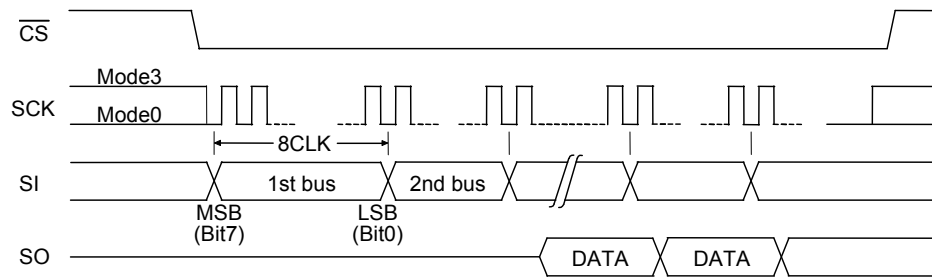 CS
Mode3
SCK
Mode0
8CLK
SI
1st bus
2nd bus
MSB
(Bit7)
LSB
(Bit0)
SO
DATA
DATA